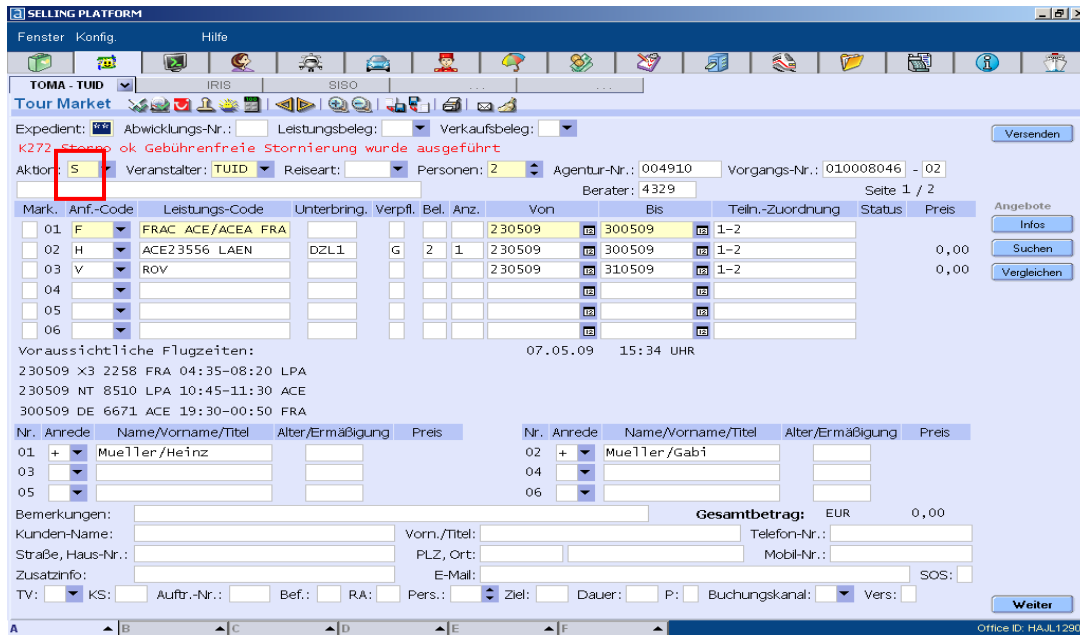 SELLING PLATFORM
Fenster Konfig. Hilfe
TOMA - TUID IRIS SISO ... ...
Tour Market
Expedient: ** Abwicklungs-Nr.: Leistungsbeleg: Verkaufsbeleg:
Versenden
K272 Storno ok Gebührenfreie Stornierung wurde ausgeführt
Aktion: S Veranstalter: TUID Reiseart: Personen: 2 Agentur-Nr.: 004910 Vorgangs-Nr.: 010008046 - 02
Berater: 4329 Seite 1 / 2
Mark. Anf.-Code Leistungs-Code Unterbring. Verpfl. Bel. Anz. Von Bis Teiln.-Zuordnung Status Preis
Angebote
01 F FRAC ACE/ACEA FRA 230509 300509 1-2
Infos
02 H ACE23556 LAEN DZL1 G 2 1 230509 300509 1-2 0,00
Suchen
03 V ROV 230509 310509 1-2 0,00
Vergleichen
04
05
06
Voraussichtliche Flugzeiten: 07.05.09 15:34 UHR
230509 X3 2258 FRA 04:35-08:20 LPA
230509 NT 8510 LPA 10:45-11:30 ACE
300509 DE 6671 ACE 19:30-00:50 FRA
Nr. Anrede Name/Vorname/Titel Alter/Ermäßigung Preis Nr. Anrede Name/Vorname/Titel Alter/Ermäßigung Preis
01 + Mueller/Heinz 02 + Mueller/Gabi
03 04
05 06
Bemerkungen: Gesamtbetrag: EUR 0,00
Kunden-Name: Vorn./Titel: Telefon-Nr.:
Straße, Haus-Nr.: PLZ, Ort: Mobil-Nr.:
Zusatzinfo: E-Mail: SOS:
TV: KS: Auftr.-Nr.: Bef.: RA: Pers.: Ziel: Dauer: P: Buchungskanal: Vers:
Weiter
A B C D E F Office ID: HAJL1290